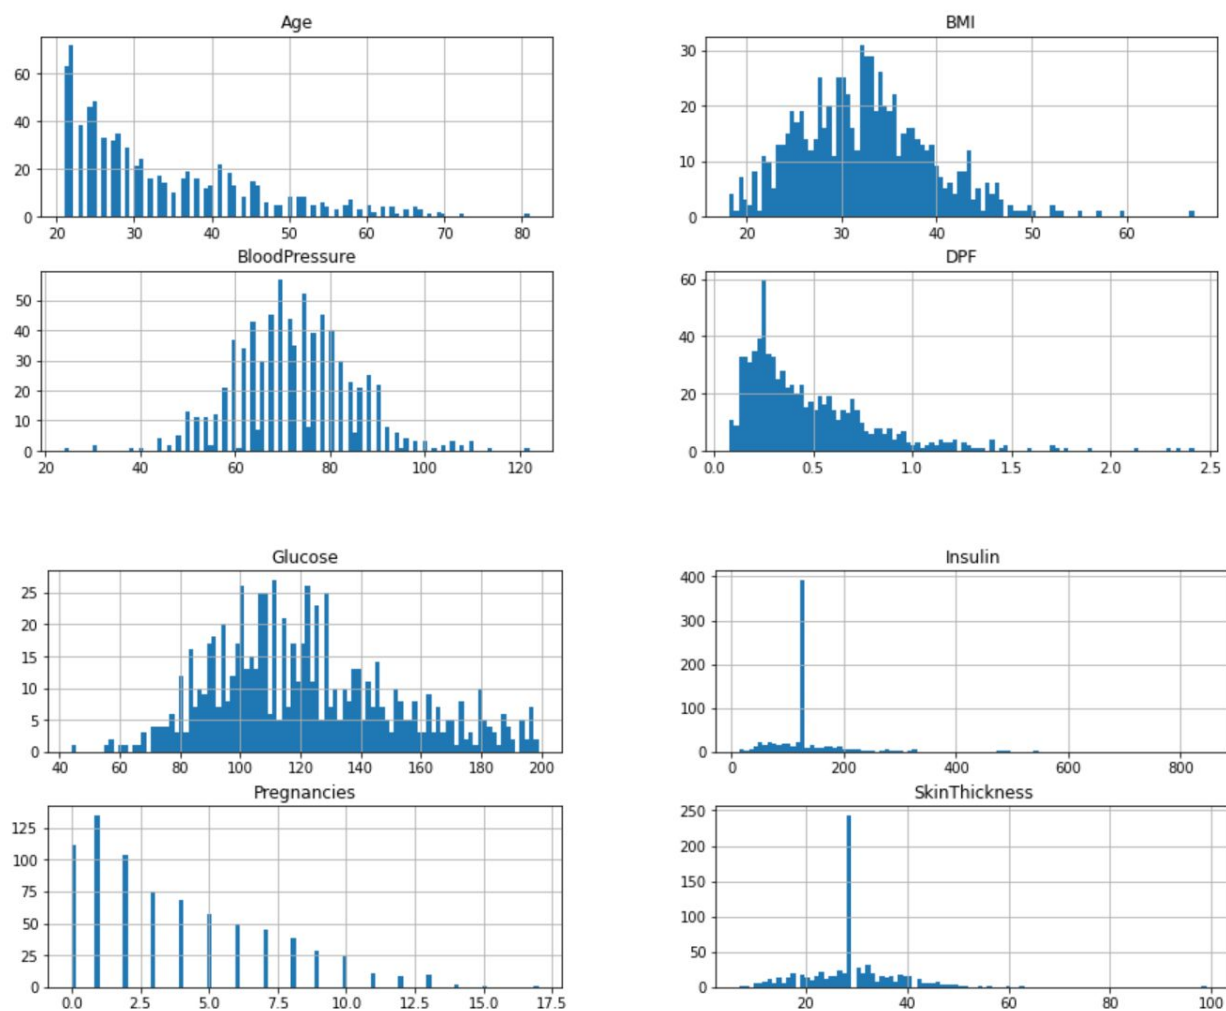 Age
60
40
20
0
20 30 40 50 60 70 80
BMI
30
20
10
0
20 30 40 50 60
BloodPressure
50
40
30
20
10
0
20 40 60 80 100 120
DPF
60
40
20
0
0.0 0.5 1.0 1.5 2.0 2.5
Glucose
25
20
15
10
5
0
40 60 80 100 120 140 160 180 200
Insulin
400
300
200
100
0
0 200 400 600 800
Pregnancies
125
100
75
50
25
0
0.0 2.5 5.0 7.5 10.0 12.5 15.0 17.5
SkinThickness
250
200
150
100
50
0
20 40 60 80 100